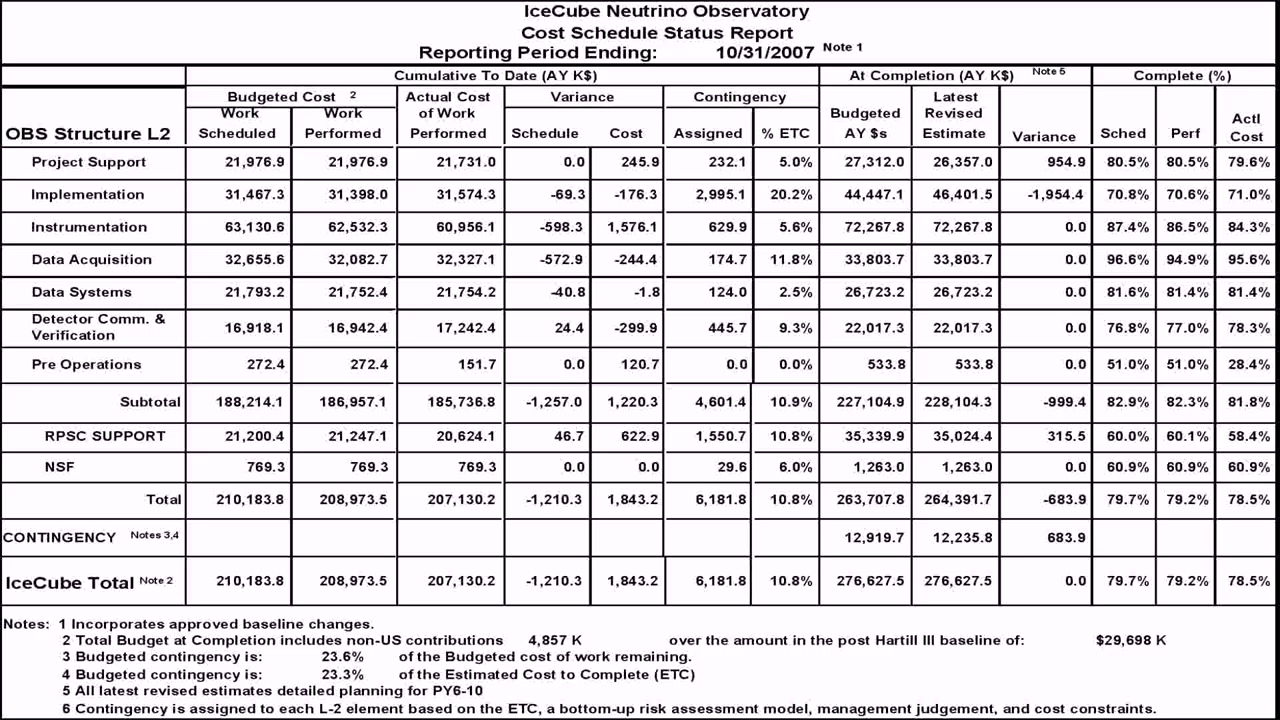 IceCube Neutrino Observatory
Cost Schedule Status Report
Reporting Period Ending: 10/31/2007 Note 1
Cumulative To Date (AY K$) At Completion (AY K$) Note 5 Complete (%)
OBS Structure L2 Budgeted Cost 2 Work Scheduled Work Performed Actual Cost of Work Performed Variance Schedule Cost Contingency Assigned % ETC Budgeted AY $s Latest Revised Estimate Variance Sched Perf Actl Cost
Project Support 21,976.9 21,976.9 21,731.0 0.0 245.9 232.1 5.0% 27,312.0 26,357.0 954.9 80.5% 80.5% 79.6%
Implementation 31,467.3 31,398.0 31,574.3 -69.3 -176.3 2,995.1 20.2% 44,447.1 46,401.5 -1,954.4 70.8% 70.6% 71.0%
Instrumentation 63,130.6 62,532.3 60,956.1 -598.3 1,576.1 629.9 5.6% 72,267.8 72,267.8 0.0 87.4% 86.5% 84.3%
Data Acquisition 32,655.6 32,082.7 32,327.1 -572.9 -244.4 174.7 11.8% 33,803.7 33,803.7 0.0 96.6% 94.9% 95.6%
Data Systems 21,793.2 21,752.4 21,754.2 -40.8 -1.8 124.0 2.5% 26,723.2 26,723.2 0.0 81.6% 81.4% 81.4%
Detector Comm. & Verification 16,918.1 16,942.4 17,242.4 24.4 -299.9 445.7 9.3% 22,017.3 22,017.3 0.0 76.8% 77.0% 78.3%
Pre Operations 272.4 272.4 151.7 0.0 120.7 0.0 0.0% 533.8 533.8 0.0 51.0% 51.0% 28.4%
Subtotal 188,214.1 186,957.1 185,736.8 -1,257.0 1,220.3 4,601.4 10.9% 227,104.9 228,104.3 -999.4 82.9% 82.3% 81.8%
RPSC SUPPORT 21,200.4 21,247.1 20,624.1 46.7 622.9 1,550.7 10.8% 35,339.9 35,024.4 315.5 60.0% 60.1% 58.4%
NSF 769.3 769.3 769.3 0.0 0.0 29.6 6.0% 1,263.0 1,263.0 0.0 60.9% 60.9% 60.9%
Total 210,183.8 208,973.5 207,130.2 -1,210.3 1,843.2 6,181.8 10.8% 263,707.8 264,391.7 -683.9 79.7% 79.2% 78.5%
CONTINGENCY Notes 3,4 12,919.7 12,235.8 683.9
IceCube Total Note 2 210,183.8 208,973.5 207,130.2 -1,210.3 1,843.2 6,181.8 10.8% 276,627.5 276,627.5 0.0 79.7% 79.2% 78.5%
Notes: 1 Incorporates approved baseline changes.
2 Total Budget at Completion includes non-US contributions 4,857 K over the amount in the post Hartill III baseline of: $29,698 K
3 Budgeted contingency is: 23.6% of the Budgeted cost of work remaining.
4 Budgeted contingency is: 23.3% of the Estimated Cost to Complete (ETC)
5 All latest revised estimates detailed planning for PY6-10
6 Contingency is assigned to each L-2 element based on the ETC, a bottom-up risk assessment model, management judgement, and cost constraints.